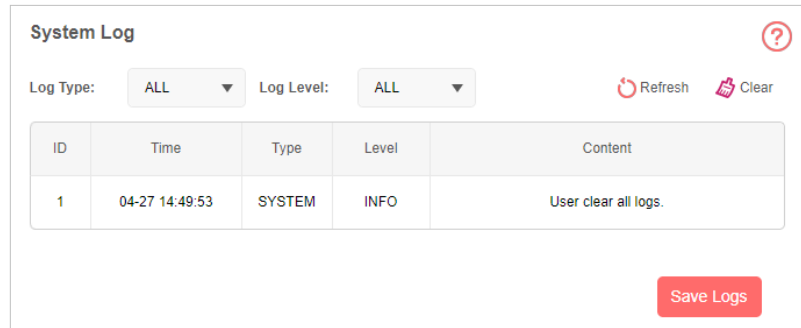 System Log
?
Log Type: ALL Log Level: ALL Refresh Clear
ID Time Type Level Content
1 04-27 14:49:53 SYSTEM INFO User clear all logs.
Save Logs